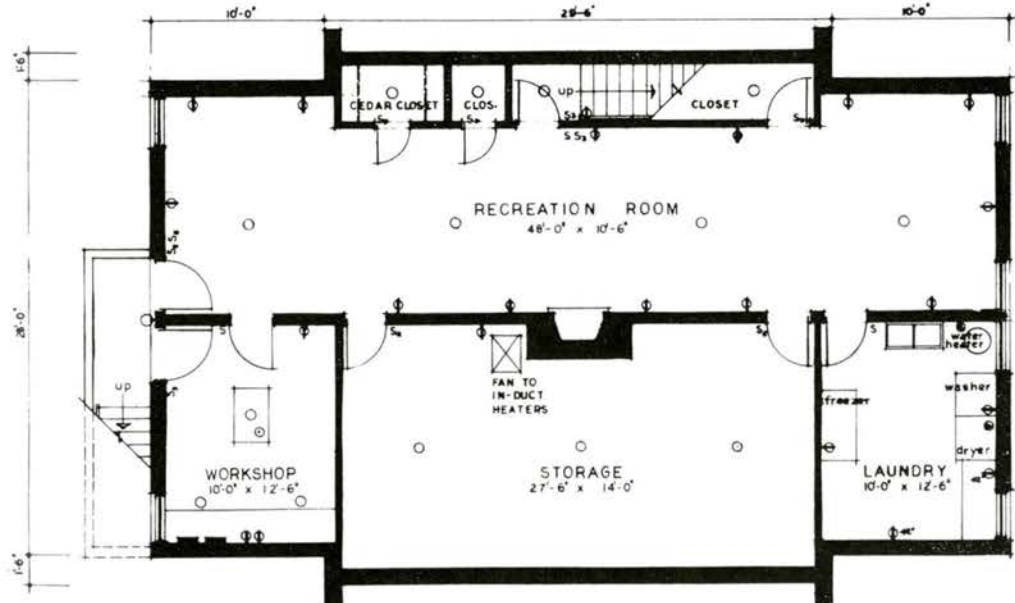 10'-0"
29'-6"
10'-0"
1'-6"
CEDAR CLOSET
CLOS.
up
CLOSET
RECREATION ROOM
48'-0" x 10'-6"
28'-0"
up
FAN TO
IN-DUCT
HEATERS
water
heater
washer
freezer
dryer
WORKSHOP
10'-0" x 12'-6"
STORAGE
27'-6" x 14'-0"
LAUNDRY
10'-0" x 12'-6"
1'-6"